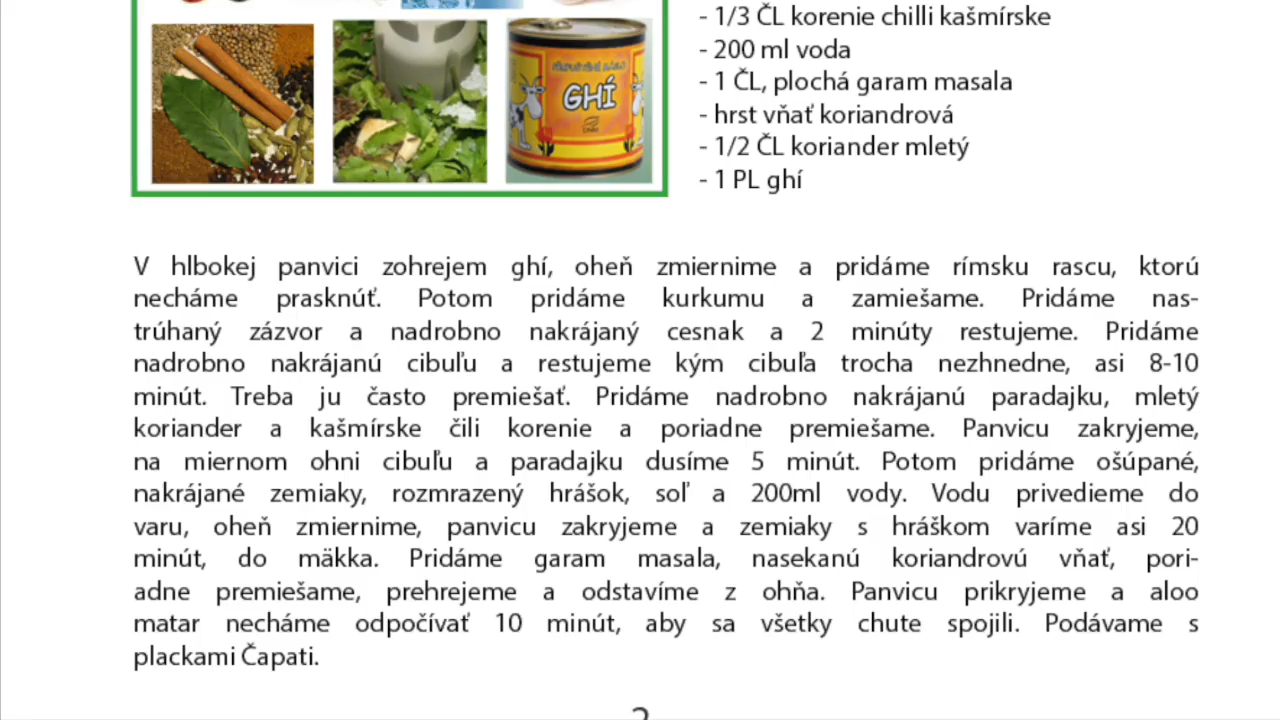 - 1/3 ČL korenie chilli kašmírske
- 200 ml voda
- 1 ČL, plochá garam masala
- hrst vňať koriandrová
- 1/2 ČL koriander mletý
- 1 PL ghí
GHÍ
V hlbokej panvici zohrejem ghí, oheň zmiernime a pridáme rímsku rascu, ktorú
necháme prasknúť. Potom pridáme kurkumu a zamiešame. Pridáme nas-
trúhaný zázvor a nadrobno nakrájaný cesnak a 2 minúty restujeme. Pridáme
nadrobno nakrájanú cibuľu a restujeme kým cibuľa trocha nezhnedne, asi 8-10
minút. Treba ju často premiešať. Pridáme nadrobno nakrájanú paradajku, mletý
koriander a kašmírske čili korenie a poriadne premiešame. Panvicu zakryjeme,
na miernom ohni cibuľu a paradajku dusíme 5 minút. Potom pridáme ošúpané,
nakrájané zemiaky, rozmrazený hrášok, soľ a 200ml vody. Vodu privedieme do
varu, oheň zmiernime, panvicu zakryjeme a zemiaky s hráškom varíme asi 20
minút, do mäkka. Pridáme garam masala, nasekanú koriandrovú vňať, pori-
adne premiešame, prehrejeme a odstavíme z ohňa. Panvicu prikryjeme a aloo
matar necháme odpočívať 10 minút, aby sa všetky chute spojili. Podávame s
plackami Čapati.